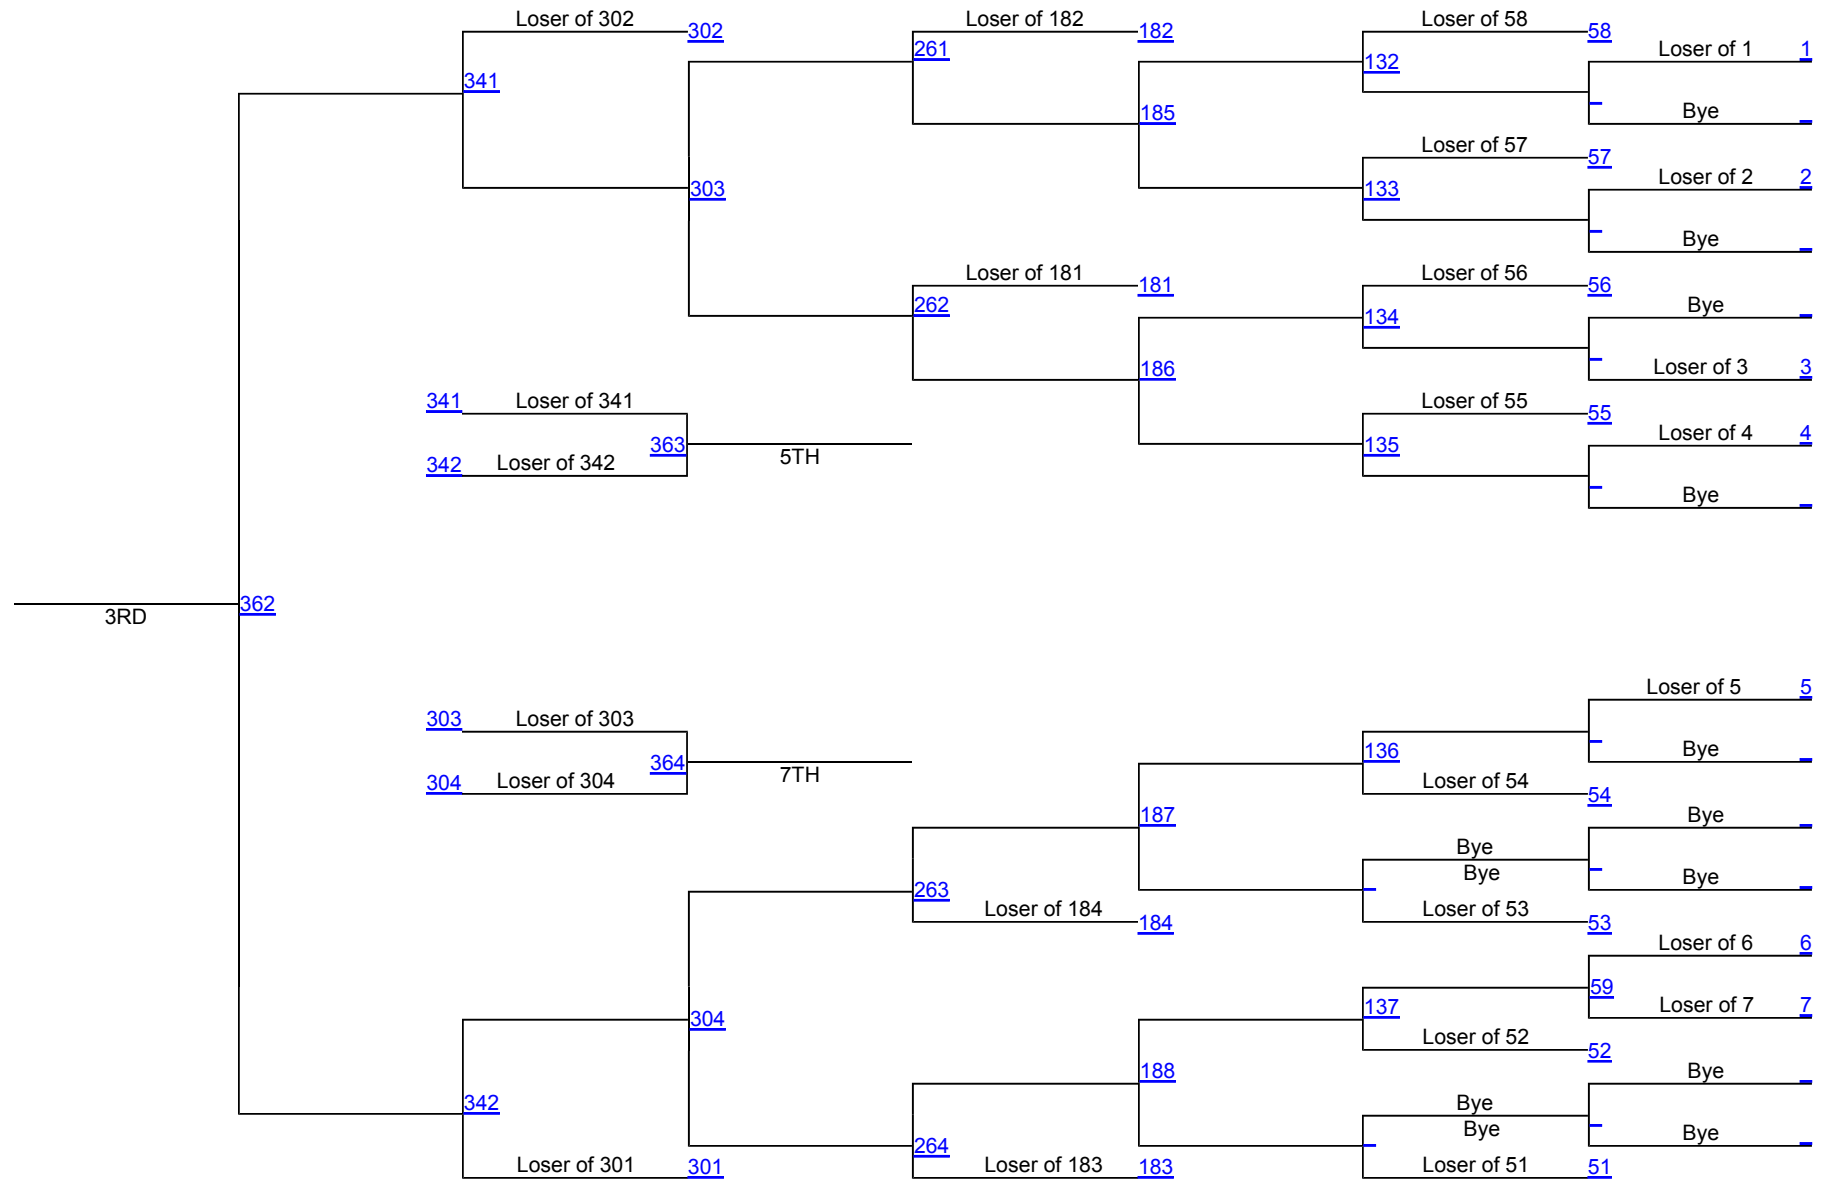 Loser of 302 302
Loser of 182 182
Loser of 58 58
261
Loser of 1 1
132
341
Bye
185
Loser of 57 57
Loser of 2 2
303
133
Bye
Loser of 181 181
Loser of 56 56
262
Bye
134
186
Loser of 3 3
341 Loser of 341
Loser of 55 55
Loser of 4 4
363
135
5TH
342 Loser of 342
Bye
362
3RD
Loser of 5 5
303 Loser of 303
136
Bye
364
7TH
304 Loser of 304
Loser of 54 54
187
Bye
Bye
Bye
263
Bye
Loser of 184 184
Loser of 53 53
Loser of 6 6
59
137
Loser of 7 7
304
Loser of 52 52
188
Bye
342
Bye
Bye
Bye
264
Loser of 301 301
Loser of 183 183
Loser of 51 51